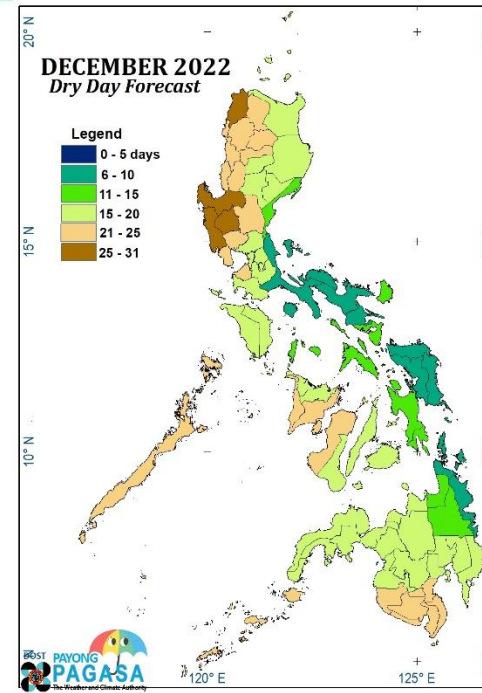 DECEMBER 2022
Dry Day Forecast
Legend
0 - 5 days
6 - 10
11 - 15
15 - 20
21 - 25
25 - 31
20° N
15° N
10° N
120° E
125° E
DOST
PAYONG
PAGASA
The Weather and Climate Authority